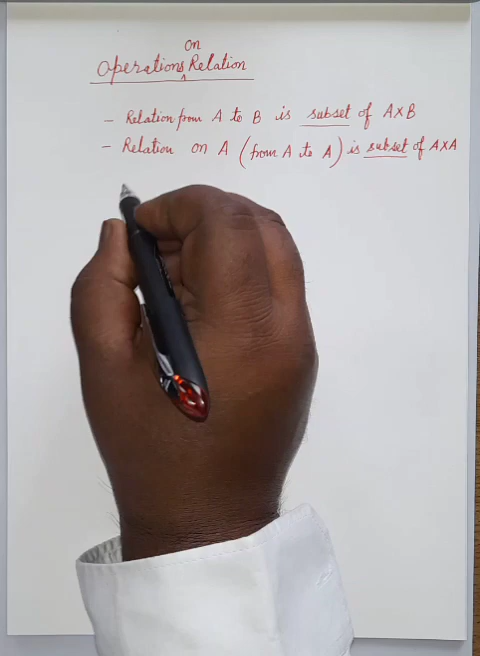 Operations on Relation
- Relation from A to B is subset of A×B
- Relation on A (from A to A) is subset of A×A